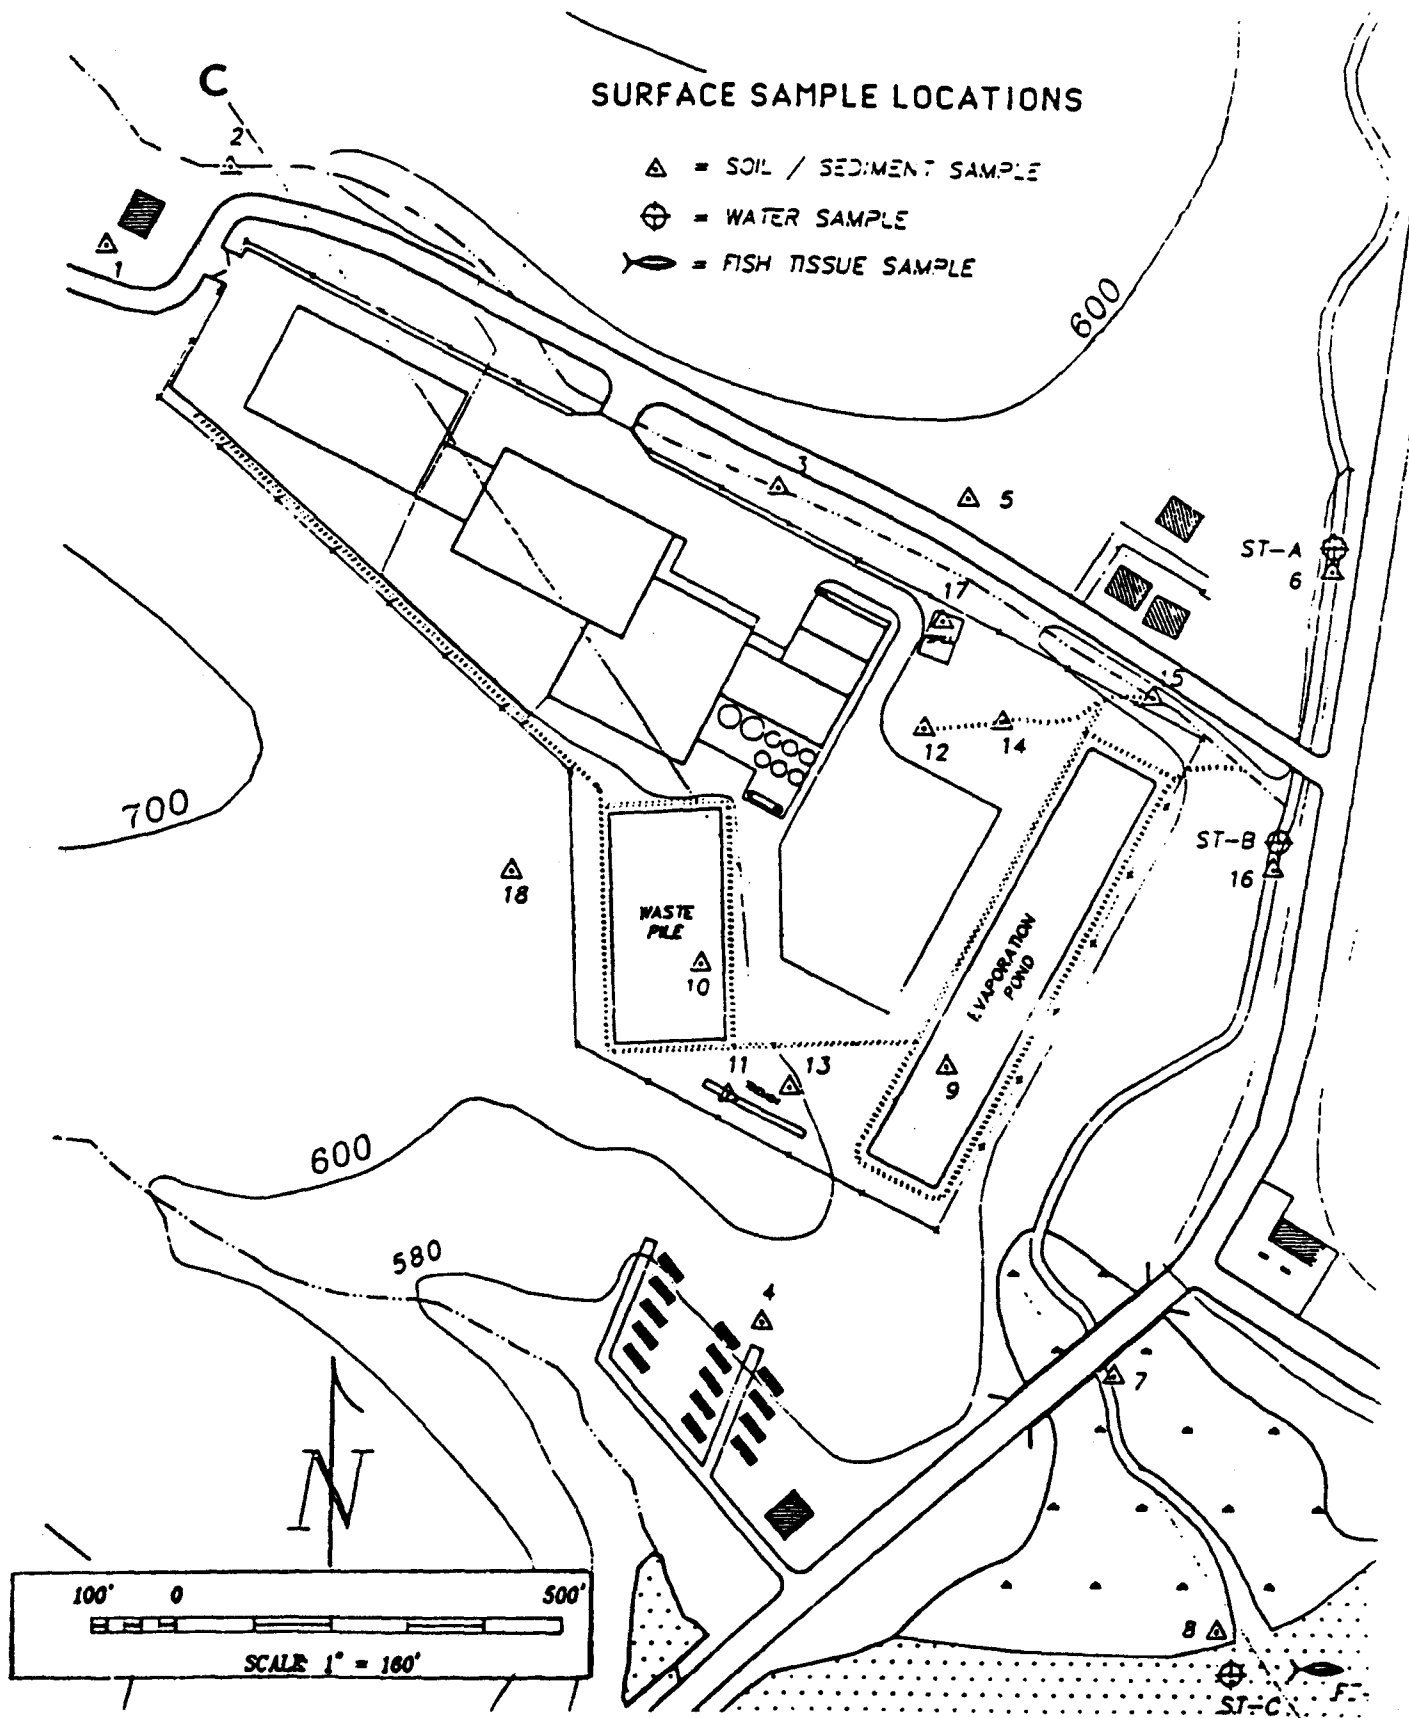 C
SURFACE SAMPLE LOCATIONS
2
= SOIL / SEDIMENT SAMPLE
= WATER SAMPLE
= FISH TISSUE SAMPLE
1
600
3
5
ST-A
6
17
15
12
14
700
ST-B
16
18
WASTE
PILE
10
EVAPORATION
POND
11
13
9
600
580
4
7
N
100' 0 500'
SCALE 1" = 160'
8
ST-C